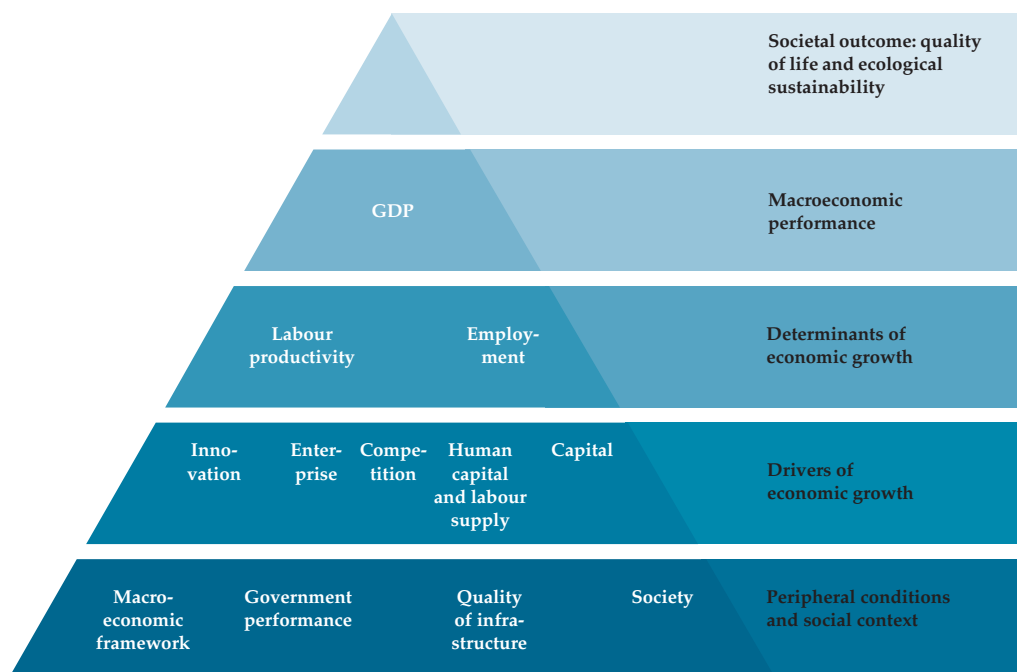 Societal outcome: quality
of life and ecological
sustainability
GDP
Macroeconomic
performance
Labour
productivity
Employ-
ment
Determinants of
economic growth
Inno-
vation
Enter-
prise
Compe-
tition
Human
capital
and labour
supply
Capital
Drivers of
economic growth
Macro-
economic
framework
Government
performance
Quality
of infra-
structure
Society
Peripheral conditions
and social context